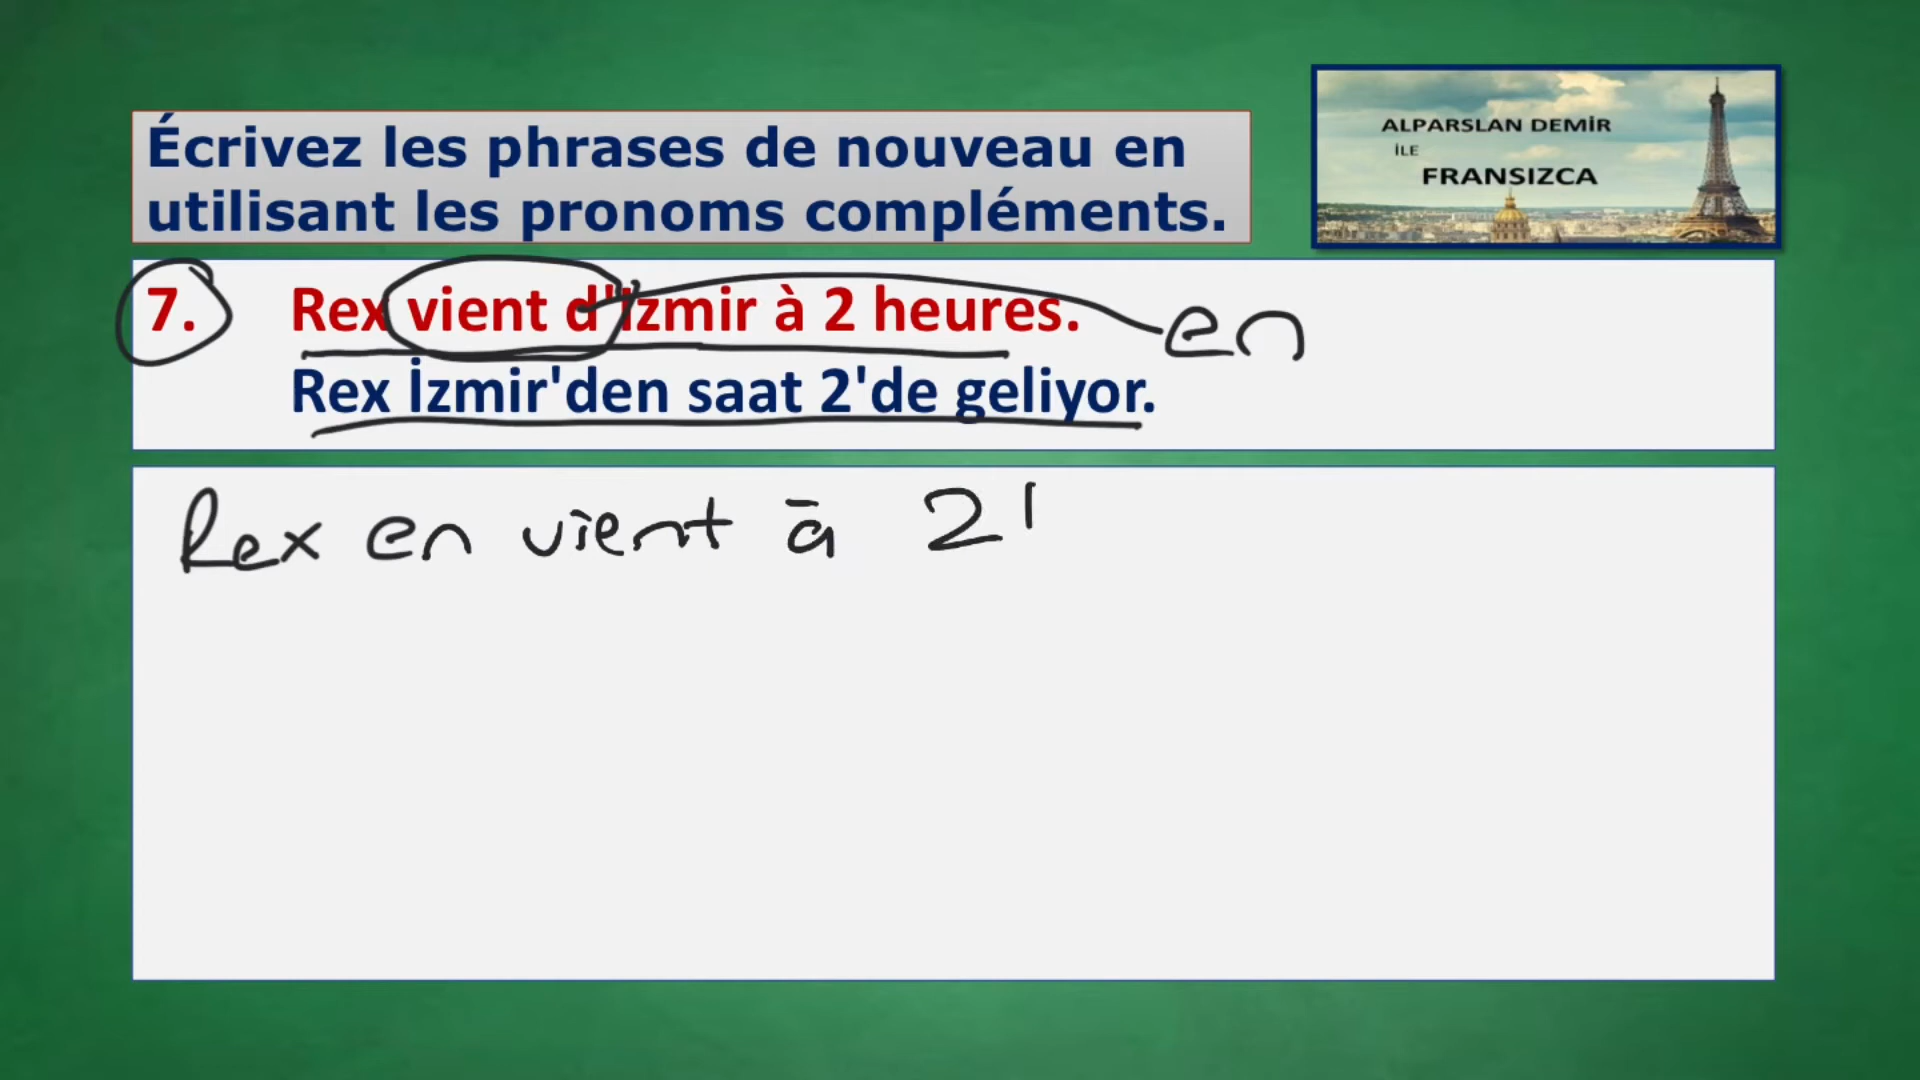 Écrivez les phrases de nouveau en
utilisant les pronoms compléments.
ALPARSLAN DEMİR
İLE
FRANSIZCA
7. Rex vient d'Izmir à 2 heures.
en
Rex İzmir'den saat 2'de geliyor.
Rex en vient à 2